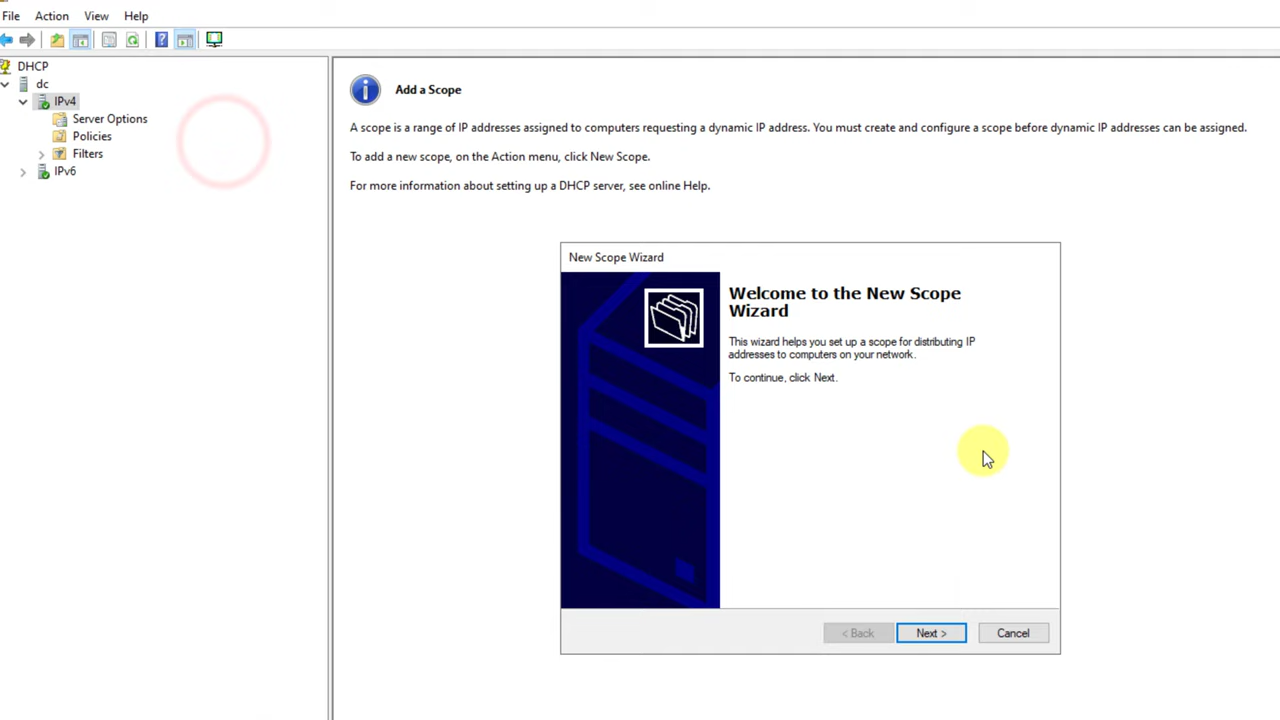 File Action View Help
DHCP
dc
IPv4
Server Options
Policies
Filters
IPv6
Add a Scope
A scope is a range of IP addresses assigned to computers requesting a dynamic IP address. You must create and configure a scope before dynamic IP addresses can be assigned.
To add a new scope, on the Action menu, click New Scope.
For more information about setting up a DHCP server, see online Help.
New Scope Wizard
Welcome to the New Scope
Wizard
This wizard helps you set up a scope for distributing IP
addresses to computers on your network.
To continue, click Next.
< Back Next > Cancel